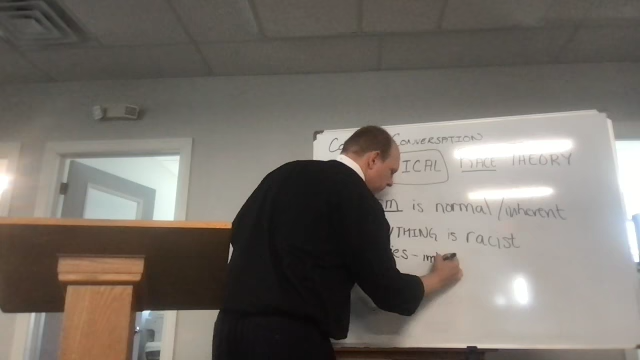 CONVERSATION
ICAL RACE THEORY
m is normal/inherent
THING is racist
es - im